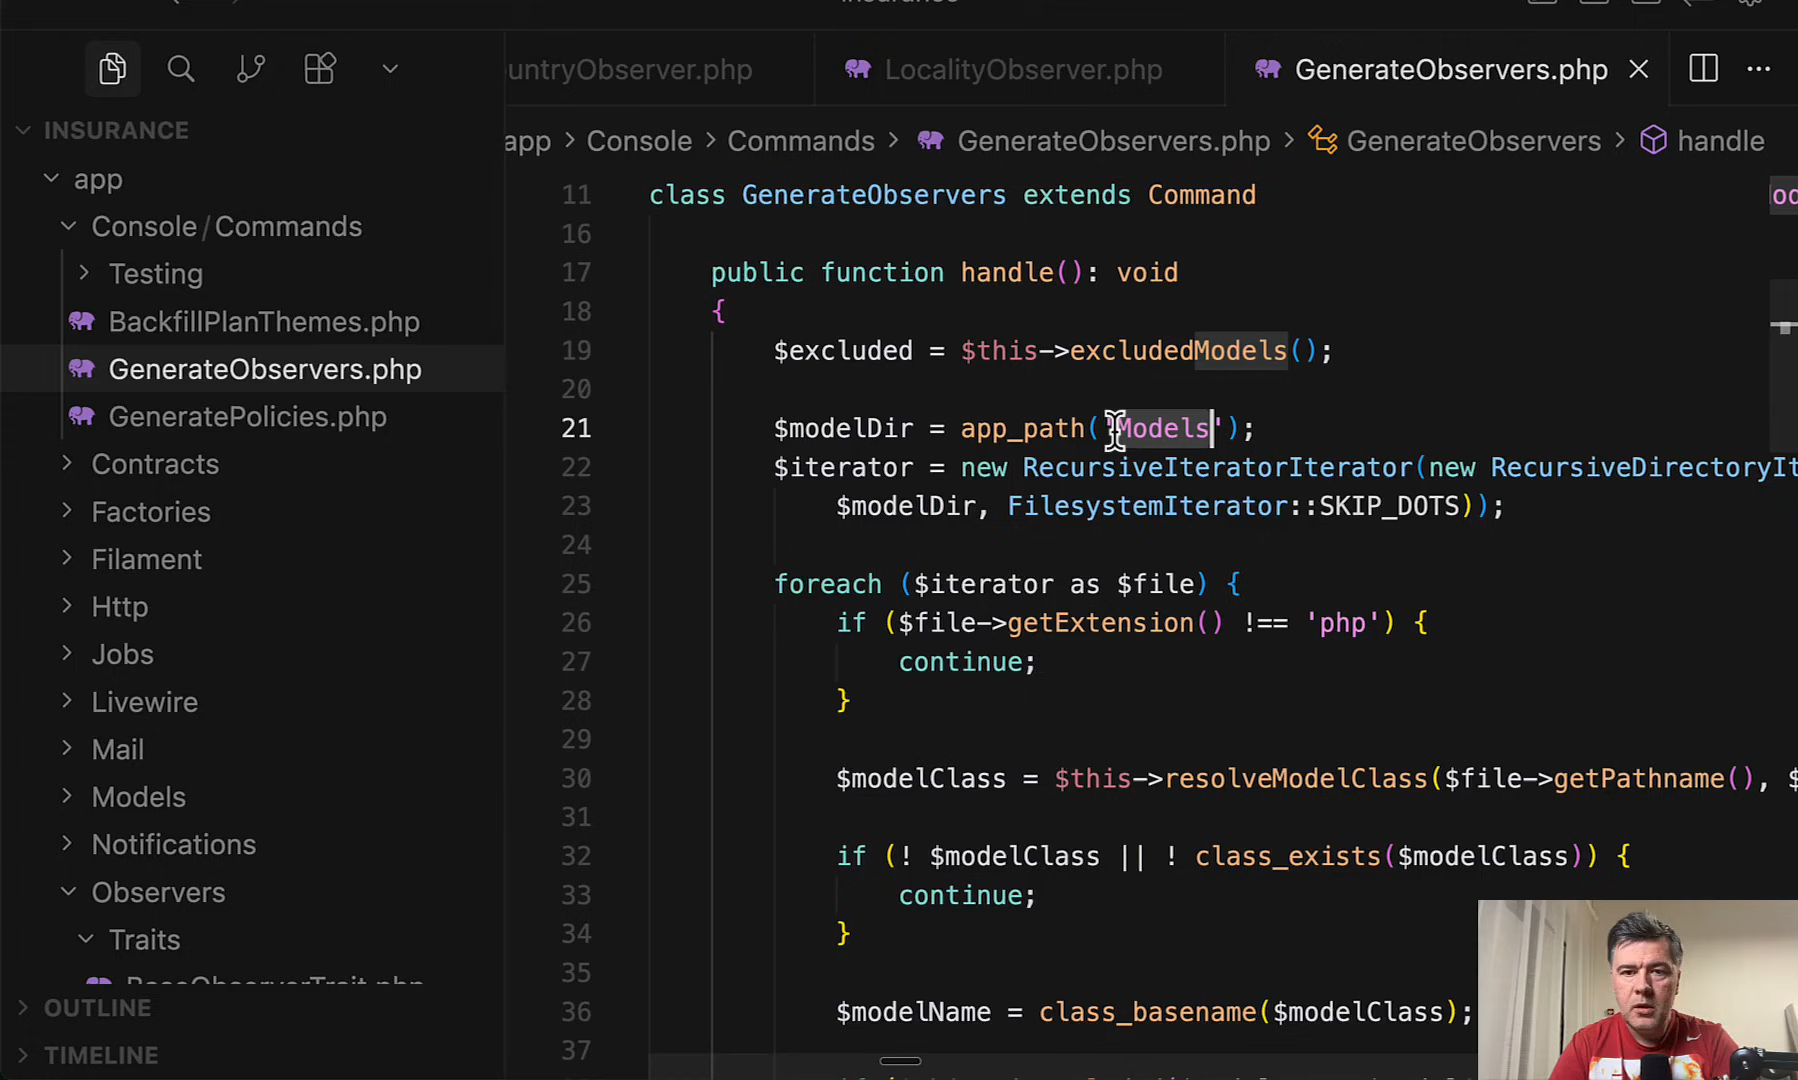 untryObserver.php
LocalityObserver.php
GenerateObservers.php
INSURANCE
app
Console/Commands
Testing
BackfillPlanThemes.php
GenerateObservers.php
GeneratePolicies.php
Contracts
Factories
Filament
Http
Jobs
Livewire
Mail
Models
Notifications
Observers
Traits
BaseObserverTrait.php
OUTLINE
TIMELINE
app > Console > Commands > GenerateObservers.php > GenerateObservers > handle
11 class GenerateObservers extends Command
16
17 public function handle(): void
18 {
19 $excluded = $this->excludedModels();
20
21 $modelDir = app_path('Models');
22 $iterator = new RecursiveIteratorIterator(new RecursiveDirectoryIt
23 $modelDir, FilesystemIterator::SKIP_DOTS));
24
25 foreach ($iterator as $file) {
26 if ($file->getExtension() !== 'php') {
27 continue;
28 }
29
30 $modelClass = $this->resolveModelClass($file->getPathname(), $
31
32 if (! $modelClass || ! class_exists($modelClass)) {
33 continue;
34 }
35
36 $modelName = class_basename($modelClass);
37